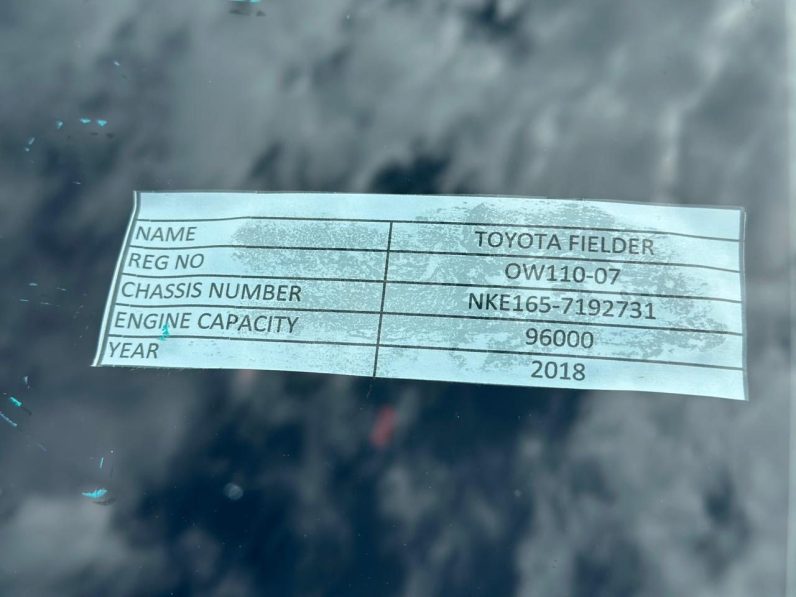 NAME TOYOTA FIELDER
REG NO OW110-07
CHASSIS NUMBER NKE165-7192731
ENGINE CAPACITY 96000
YEAR 2018